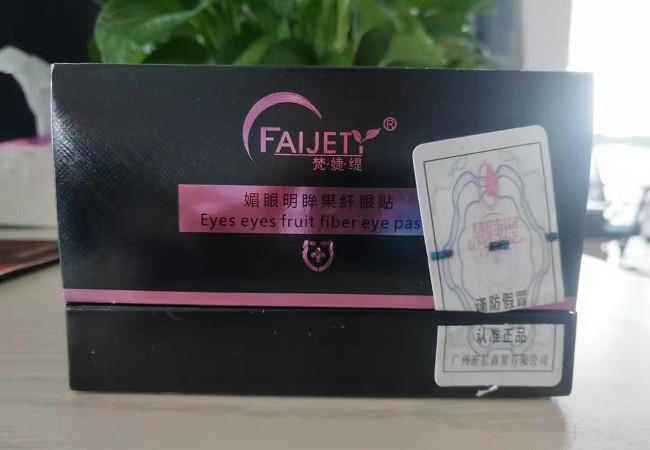 FAIJETY®
梵·婕·缇
媚眼明眸果纤眼贴
Eyes eyes fruit fiber eye pas
谨防假冒
认准正品